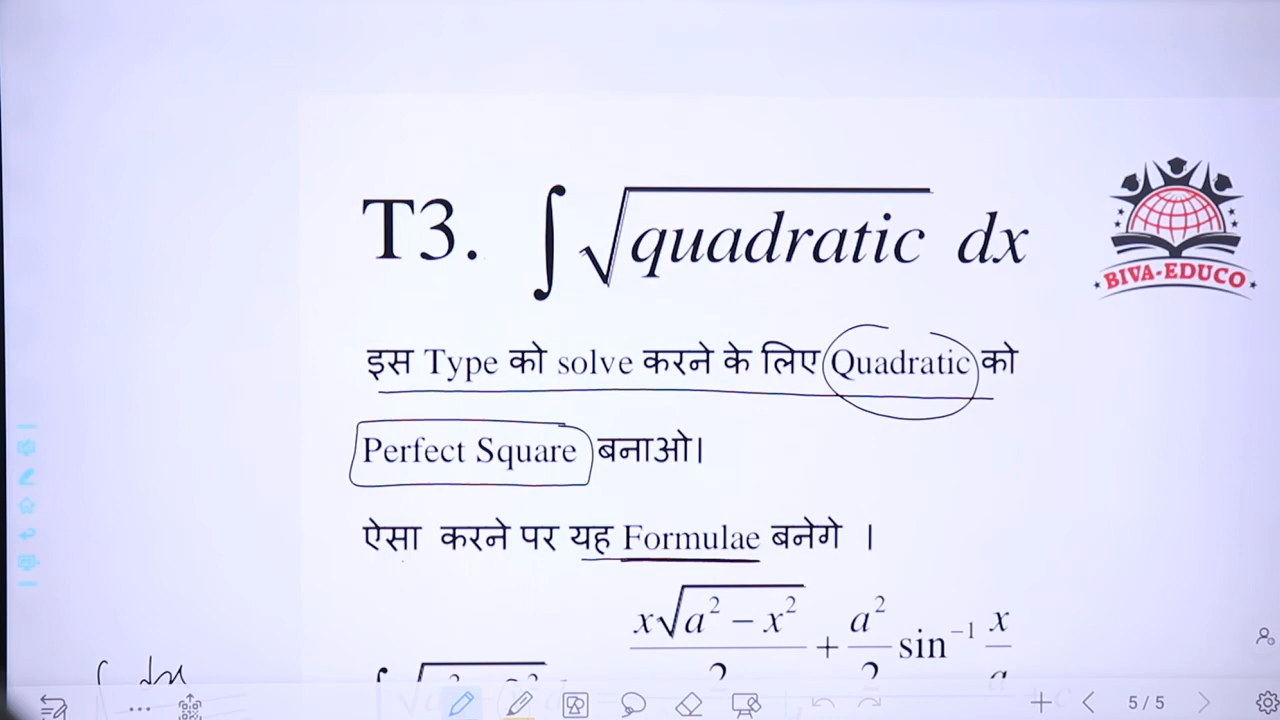 T3. ∫ √quadratic dx
BIVA-EDUCO
इस Type को solve करने के लिए Quadratic को
Perfect Square बनाओ।
ऐसा करने पर यह Formulae बनेगे ।
x√a² − x² / 2 + a² / 2 sin⁻¹ x / a
∫ dx
5/5